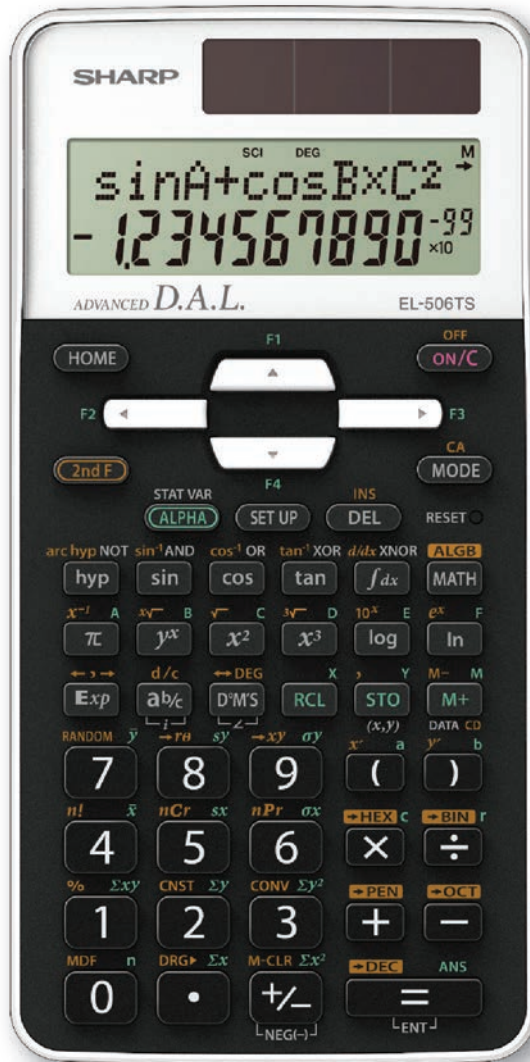 SHARP
SCI DEG M
sinA+cosB×C²
-1.234567890 ×10 -99
ADVANCED D.A.L. EL-506TS
F1 OFF
HOME ON/C
F2 F3
CA
2nd F MODE
F4
STAT VAR INS
ALPHA SET UP DEL RESET
arc hyp NOT sin⁻¹ AND cos⁻¹ OR tan⁻¹ XOR d/dx XNOR ALGB
hyp sin cos tan ∫dx MATH
x⁻¹ A x√ B √ C ³√ D 10ˣ E eˣ F
π yˣ x² x³ log ln
←,→ d/c ↔DEG X , Y M− M
Exp ab/c D°M'S RCL STO M+
i ∠ (x,y) DATA CD
RANDOM ȳ →rθ sy →xy σy x′ a y′ b
7 8 9 ( )
n! x̄ nCr sx nPr σx →HEX c →BIN r
4 5 6 × ÷
% Σxy CNST Σy CONV Σy² →PEN →OCT
1 2 3 + −
MDF n DRG▸ Σx M-CLR Σx² →DEC ANS
0 • +/− =
NEG(−) ENT